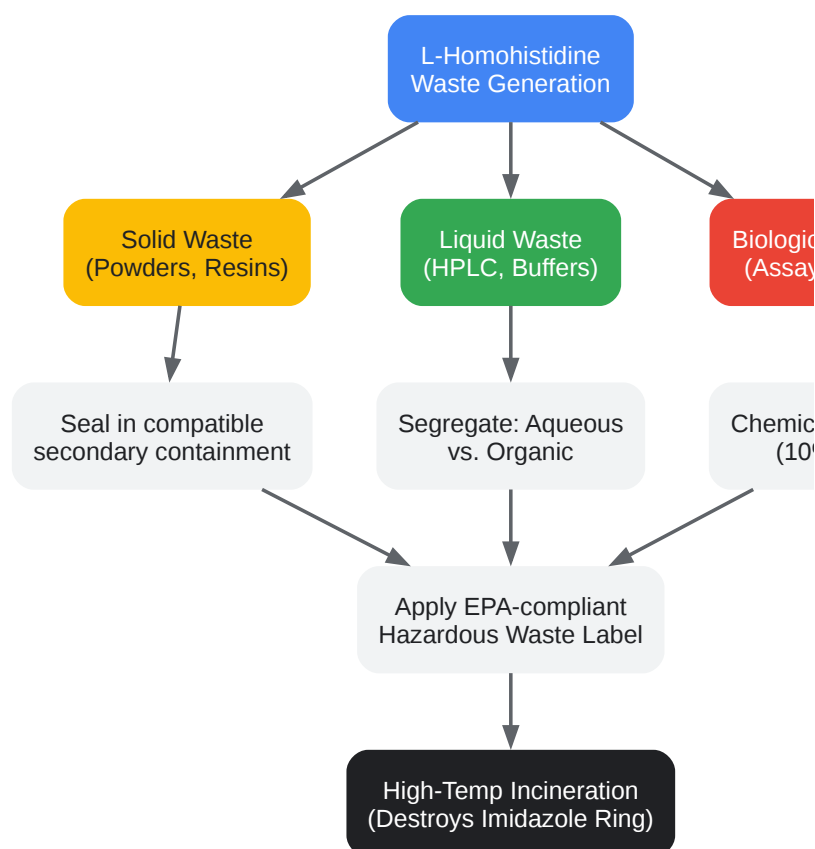 L-Homohistidine
Waste Generation
Solid Waste
(Powders, Resins)
Liquid Waste
(HPLC, Buffers)
Seal in compatible
secondary containment
Segregate: Aqueous
vs. Organic
Apply EPA-compliant
Hazardous Waste Label
High-Temp Incineration
(Destroys Imidazole Ring)